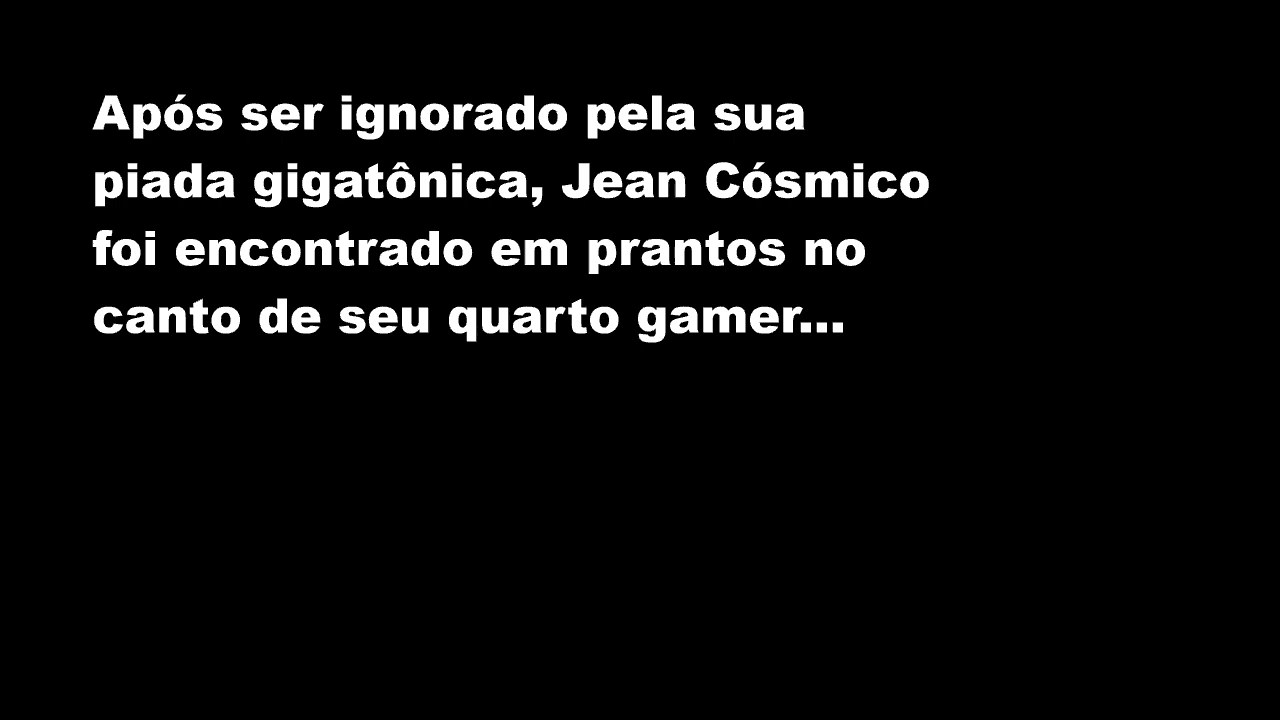 Após ser ignorado pela sua
piada gigatônica, Jean Cósmico
foi encontrado em prantos no
canto de seu quarto gamer...